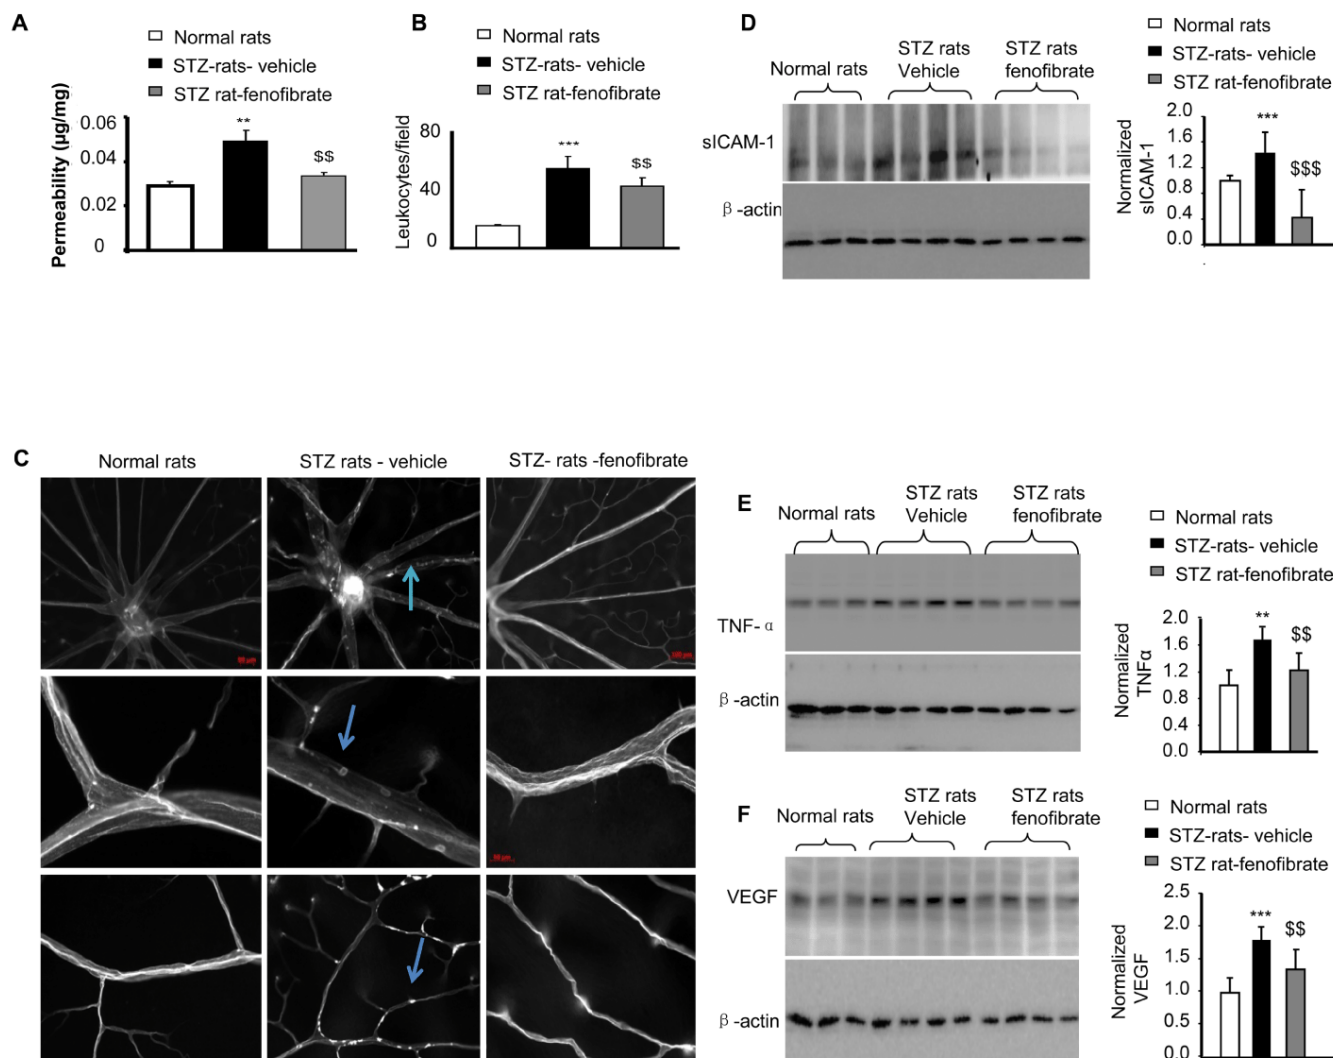 A
Normal rats
STZ-rats- vehicle
STZ rat-fenofibrate
Permeability (µg/mg)
0.06
0.04
0.02
0
**
$$
B
Normal rats
STZ-rats- vehicle
STZ rat-fenofibrate
Leukocytes/field
80
40
0
***
$$
D
Normal rats
STZ rats
Vehicle
STZ rats
fenofibrate
sICAM-1
β -actin
Normal rats
STZ-rats- vehicle
STZ rat-fenofibrate
Normalized
sICAM-1
2.0
1.6
1.2
0.8
0.4
0.0
***
$$$
C
Normal rats
STZ rats - vehicle
STZ- rats -fenofibrate
E
Normal rats
STZ rats
Vehicle
STZ rats
fenofibrate
TNF- α
β -actin
Normal rats
STZ-rats- vehicle
STZ rat-fenofibrate
Normalized
TNFα
2.0
1.6
1.2
0.8
0.4
0.0
**
$$
F
Normal rats
STZ rats
Vehicle
STZ rats
fenofibrate
VEGF
β -actin
Normal rats
STZ-rats- vehicle
STZ rat-fenofibrate
Normalized
VEGF
2.5
2.0
1.5
1.0
0.5
0.0
***
$$